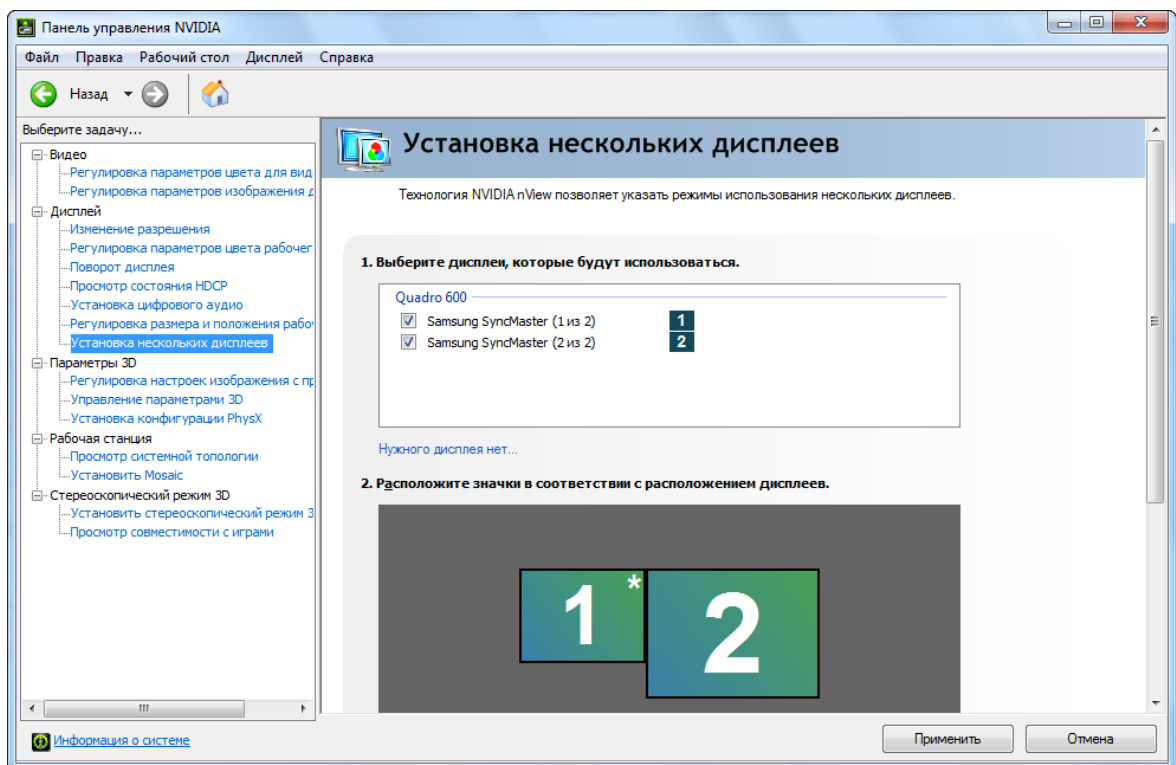 Панель управления NVIDIA
Файл Правка Рабочий стол Дисплей Справка
Назад
Выберите задачу...
Видео
Регулировка параметров цвета для вид
Регулировка параметров изображения д
Дисплей
Изменение разрешения
Регулировка параметров цвета рабочег
Поворот дисплея
Просмотр состояния HDCP
Установка цифрового аудио
Регулировка размера и положения рабо
Установка нескольких дисплеев
Параметры 3D
Регулировка настроек изображения с пр
Управление параметрами 3D
Установка конфигурации PhysX
Рабочая станция
Просмотр системной топологии
Установить Mosaic
Стереоскопический режим 3D
Установить стереоскопический режим 3
Просмотр совместимости с играми
Установка нескольких дисплеев
Технология NVIDIA nView позволяет указать режимы использования нескольких дисплеев.
1. Выберите дисплеи, которые будут использоваться.
Quadro 600
Samsung SyncMaster (1 из 2) 1
Samsung SyncMaster (2 из 2) 2
Нужного дисплея нет...
2. Расположите значки в соответствии с расположением дисплеев.
1 * 2
Информация о системе
Применить Отмена